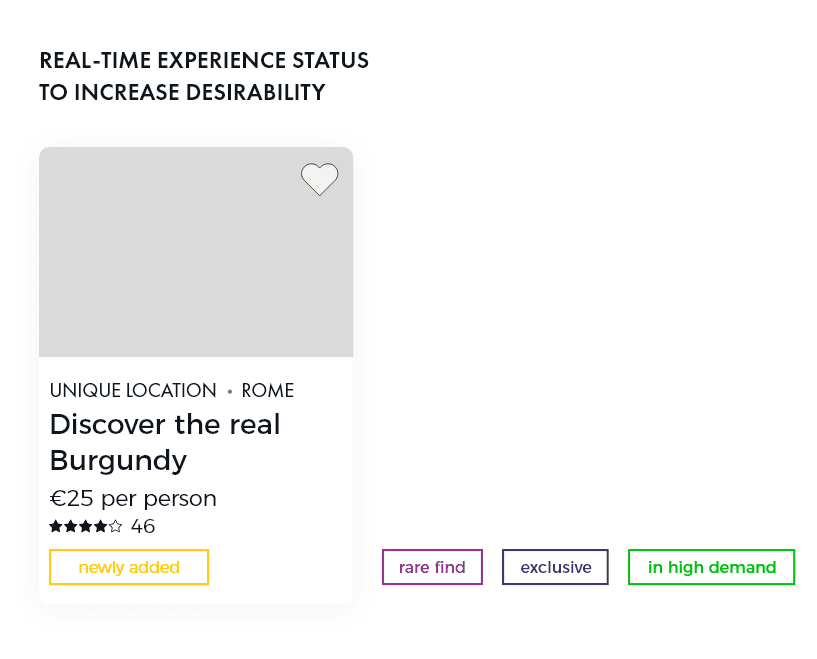 REAL-TIME EXPERIENCE STATUS
TO INCREASE DESIRABILITY
UNIQUE LOCATION • ROME
Discover the real
Burgundy
€25 per person
★★★★☆ 46
newly added
rare find
exclusive
in high demand